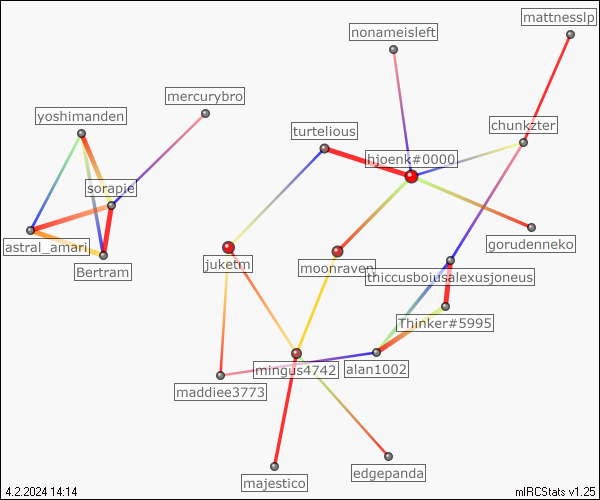 mattnesslp
nonameisleft
mercurybro
yoshimanden
chunkzter
turtelious
hjoenk#0000
sorapie
astral_amari
gorudenneko
juketm
moonraven
Bertram
thiccusboiusalexusjoneus
Thinker#5995
mingus4742
alan1002
maddiee3773
edgepanda
majestico
4.2.2024 14:14
mIRCStats v1.25